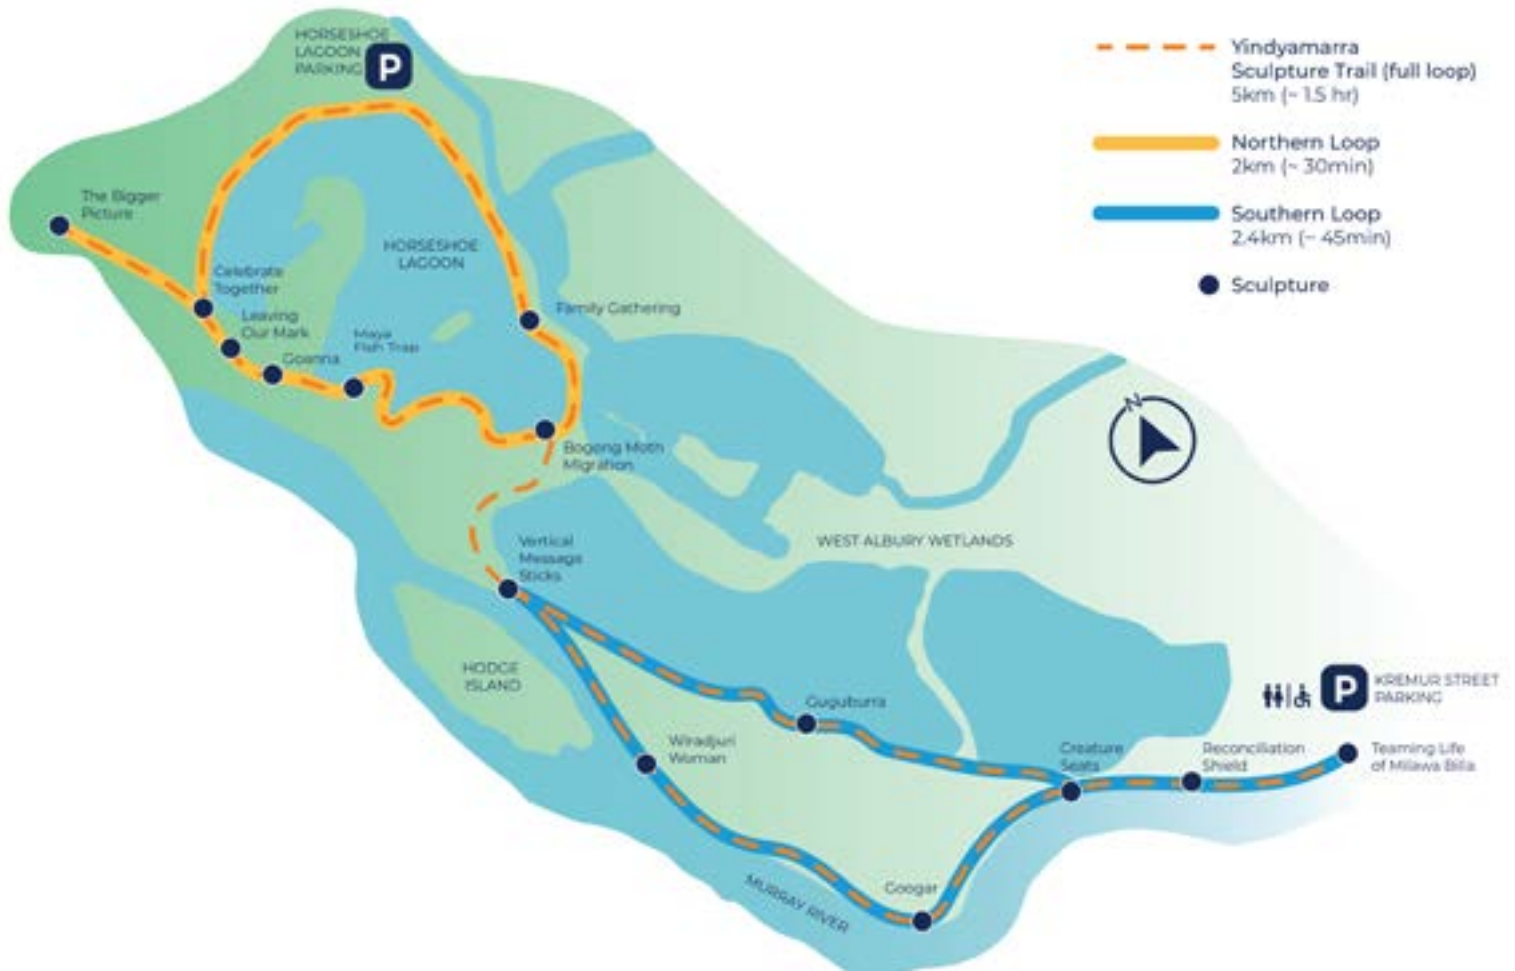 HORSESHOE
LAGOON
PARKING
P
Yindyamarra
Sculpture Trail (full loop)
5km (~ 1.5 hr)
Northern Loop
2km (~ 30min)
Southern Loop
2.4km (~ 45min)
Sculpture
The Bigger
Picture
HORSESHOE
LAGOON
Celebrate
Together
Leaving
Our Mark
Goanna
Maya
Fish Trap
Family Gathering
N
Bogong Moth
Migration
Vertical
Message
Sticks
WEST ALBURY WETLANDS
HODGE
ISLAND
Guguburra
Wiradjuri
Woman
P
KREMUR STREET
PARKING
Creature
Seats
Reconciliation
Shield
Teaming Life
of Milawa Billa
Googar
MURRAY RIVER